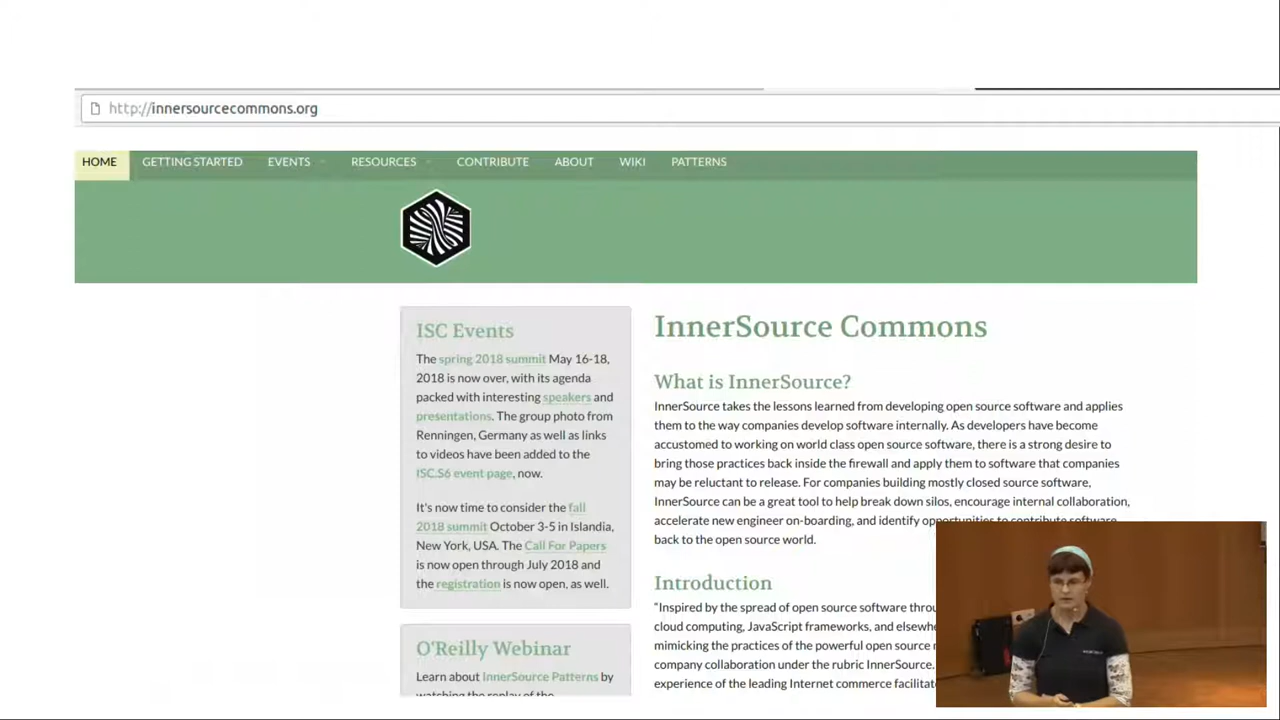 http://innersourcecommons.org
HOME GETTING STARTED EVENTS RESOURCES CONTRIBUTE ABOUT WIKI PATTERNS
ISC Events
The spring 2018 summit May 16-18,
2018 is now over, with its agenda
packed with interesting speakers and
presentations. The group photo from
Renningen, Germany as well as links
to videos have been added to the
ISC.S6 event page, now.
It's now time to consider the fall
2018 summit October 3-5 in Islandia,
New York, USA. The Call For Papers
is now open through July 2018 and
the registration is now open, as well.
O'Reilly Webinar
Learn about InnerSource Patterns by
watching the replay of the
InnerSource Commons
What is InnerSource?
InnerSource takes the lessons learned from developing open source software and applies
them to the way companies develop software internally. As developers have become
accustomed to working on world class open source software, there is a strong desire to
bring those practices back inside the firewall and apply them to software that companies
may be reluctant to release. For companies building mostly closed source software,
InnerSource can be a great tool to help break down silos, encourage internal collaboration,
accelerate new engineer on-boarding, and identify opportunities to contribute software
back to the open source world.
Introduction
"Inspired by the spread of open source software throu
cloud computing, JavaScript frameworks, and elsewhe
mimicking the practices of the powerful open source
company collaboration under the rubric InnerSource.
experience of the leading Internet commerce facilitat